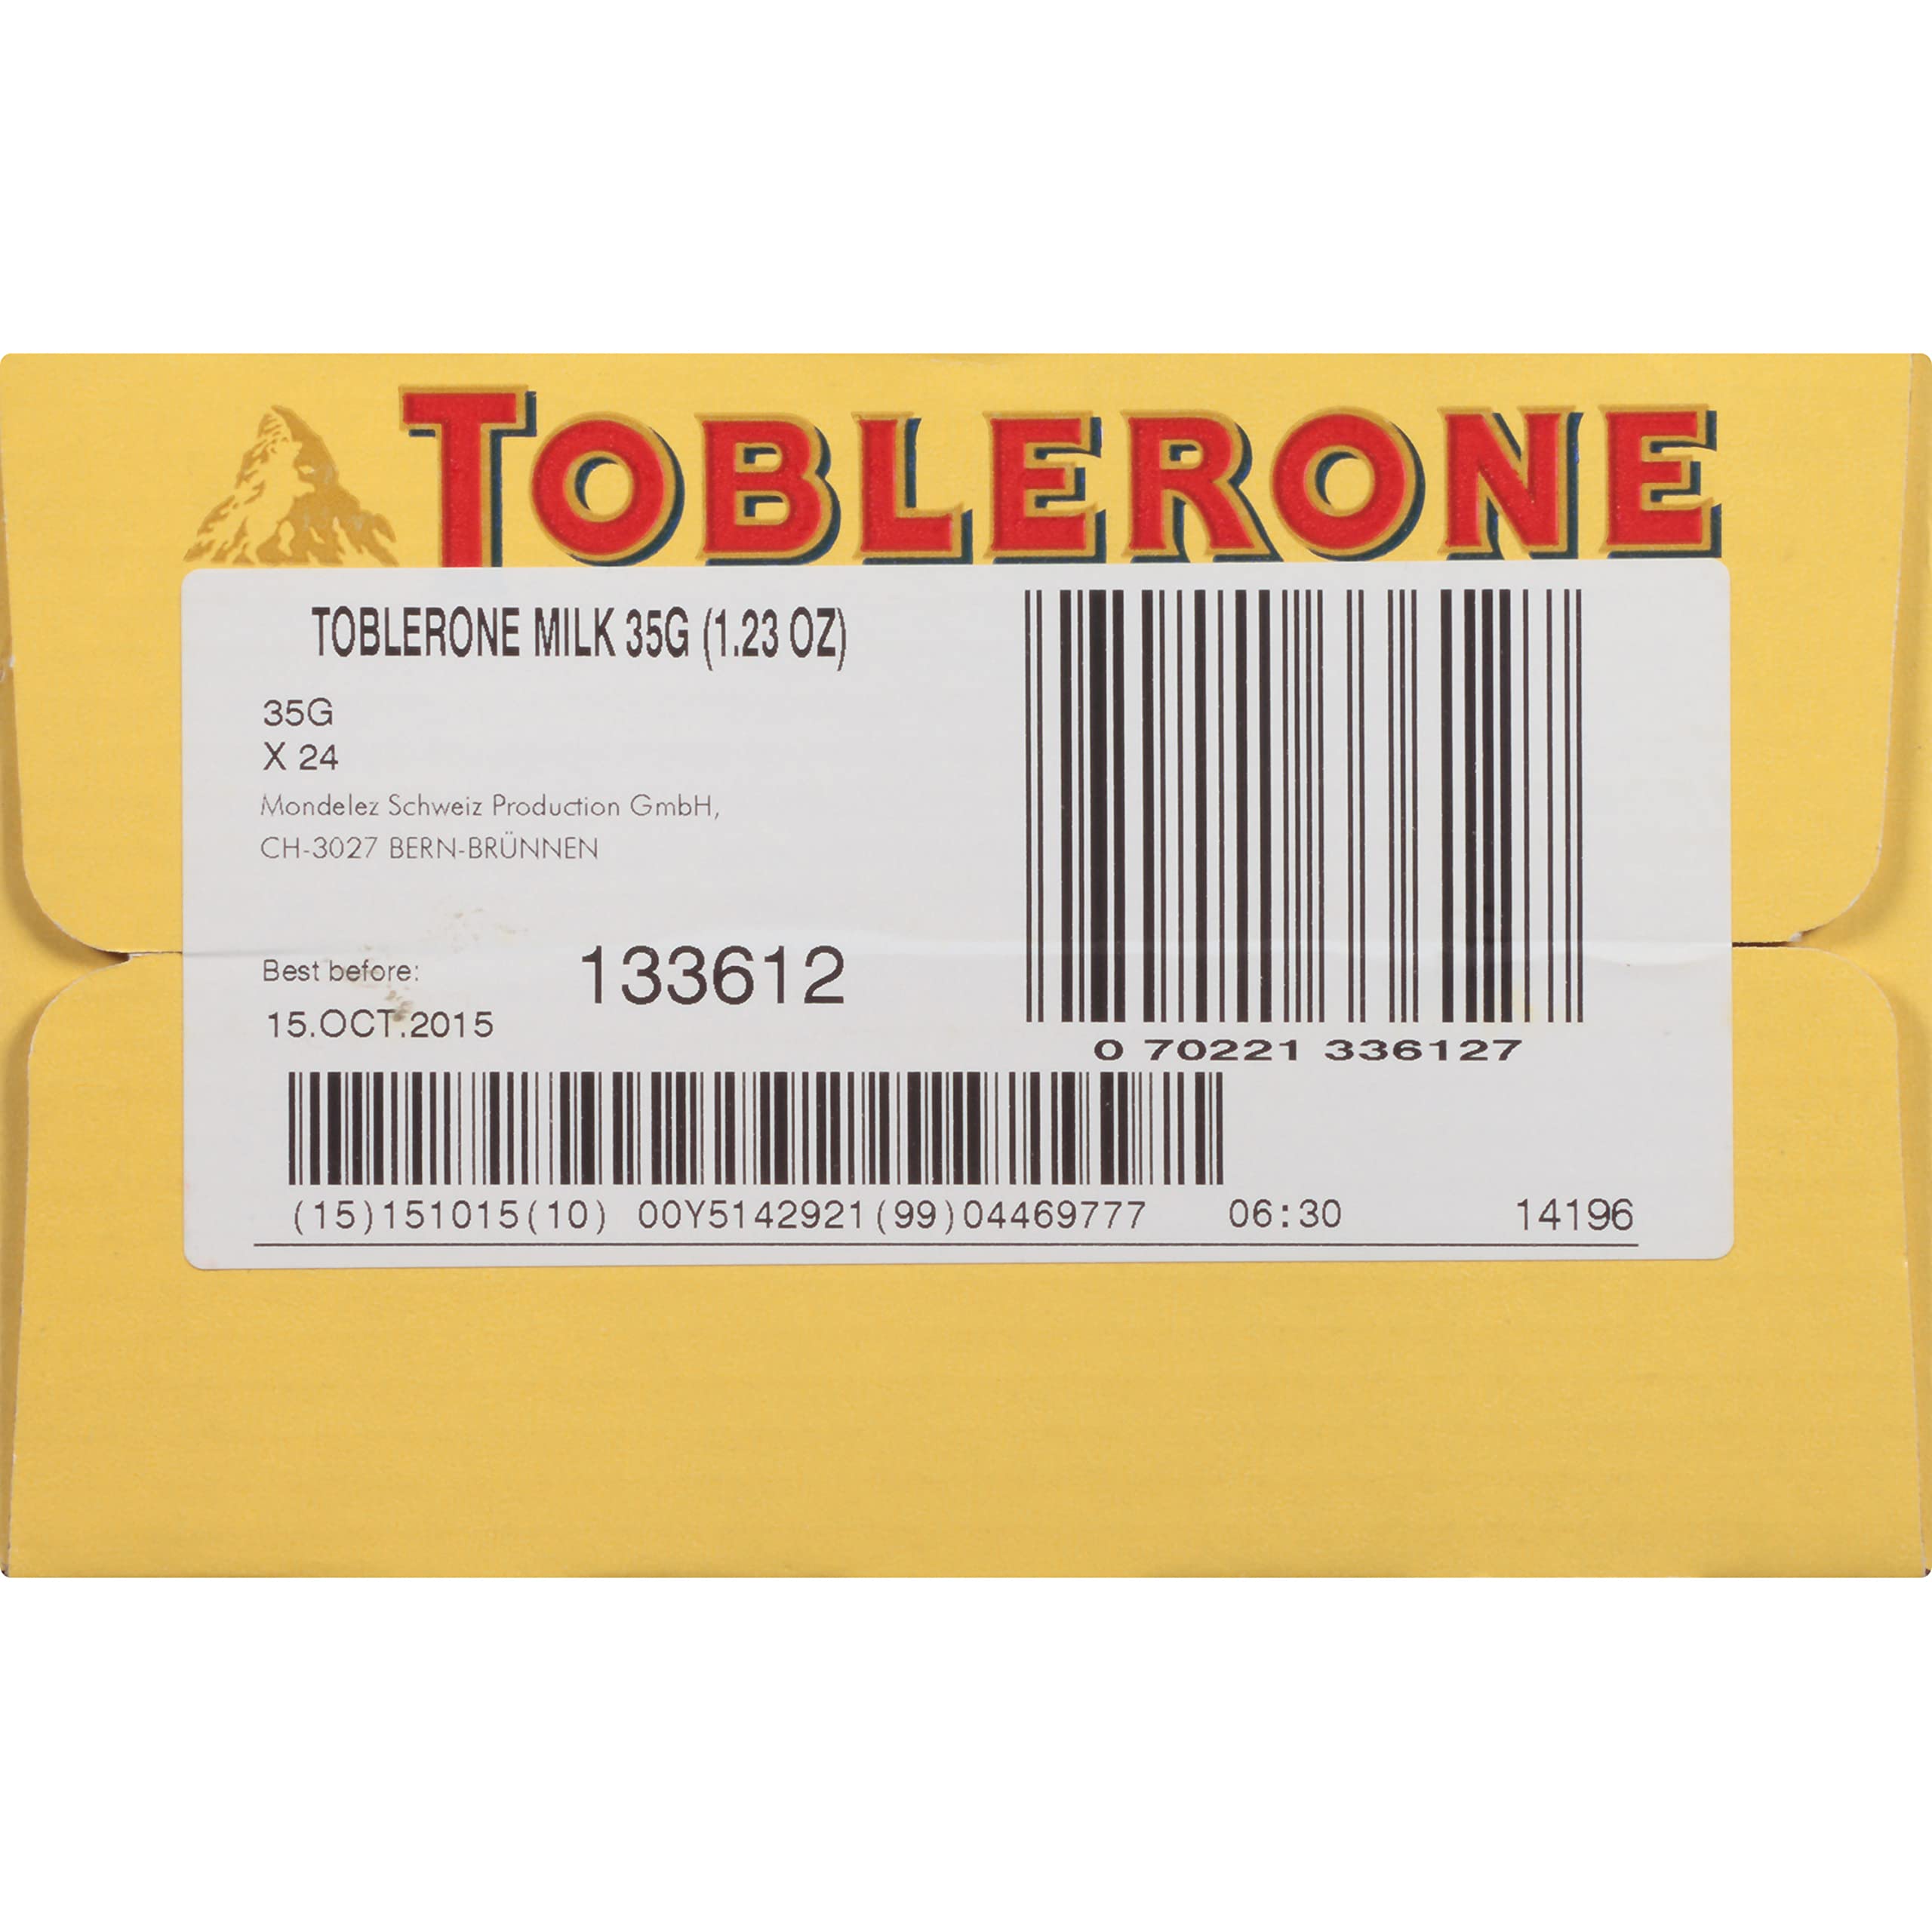 TOBLERONE
TOBLERONE MILK 35G (1.23 OZ)
35G
X 24
Mondelez Schweiz Production GmbH,
CH-3027 BERN-BRÜNNEN
Best before:
133612
15.OCT.2015
0 70221 336127
(15)151015(10) 00Y5142921(99)04469777 06:30 14196